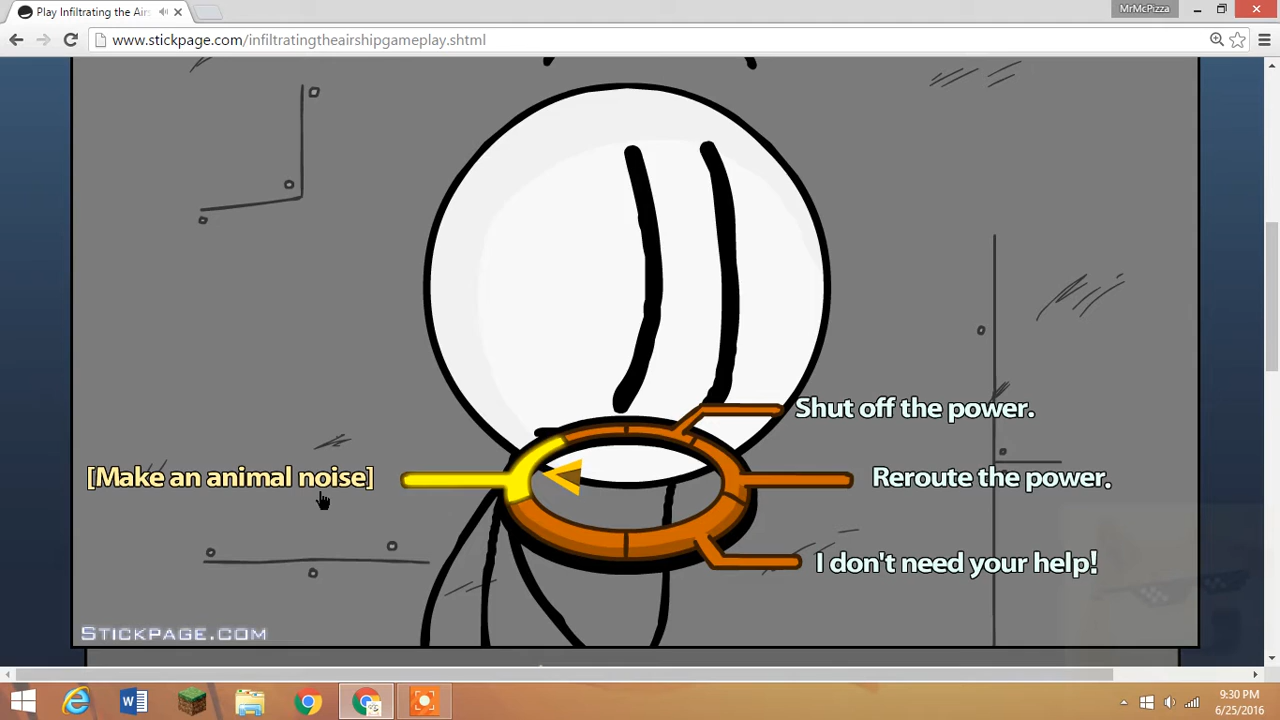 Play Infiltrating the Airs
MrMcPizza
www.stickpage.com/infiltratingtheairshipgameplay.shtml
Shut off the power.
[Make an animal noise]
Reroute the power.
I don't need your help!
STICKPAGE.COM
9:30 PM
6/25/2016